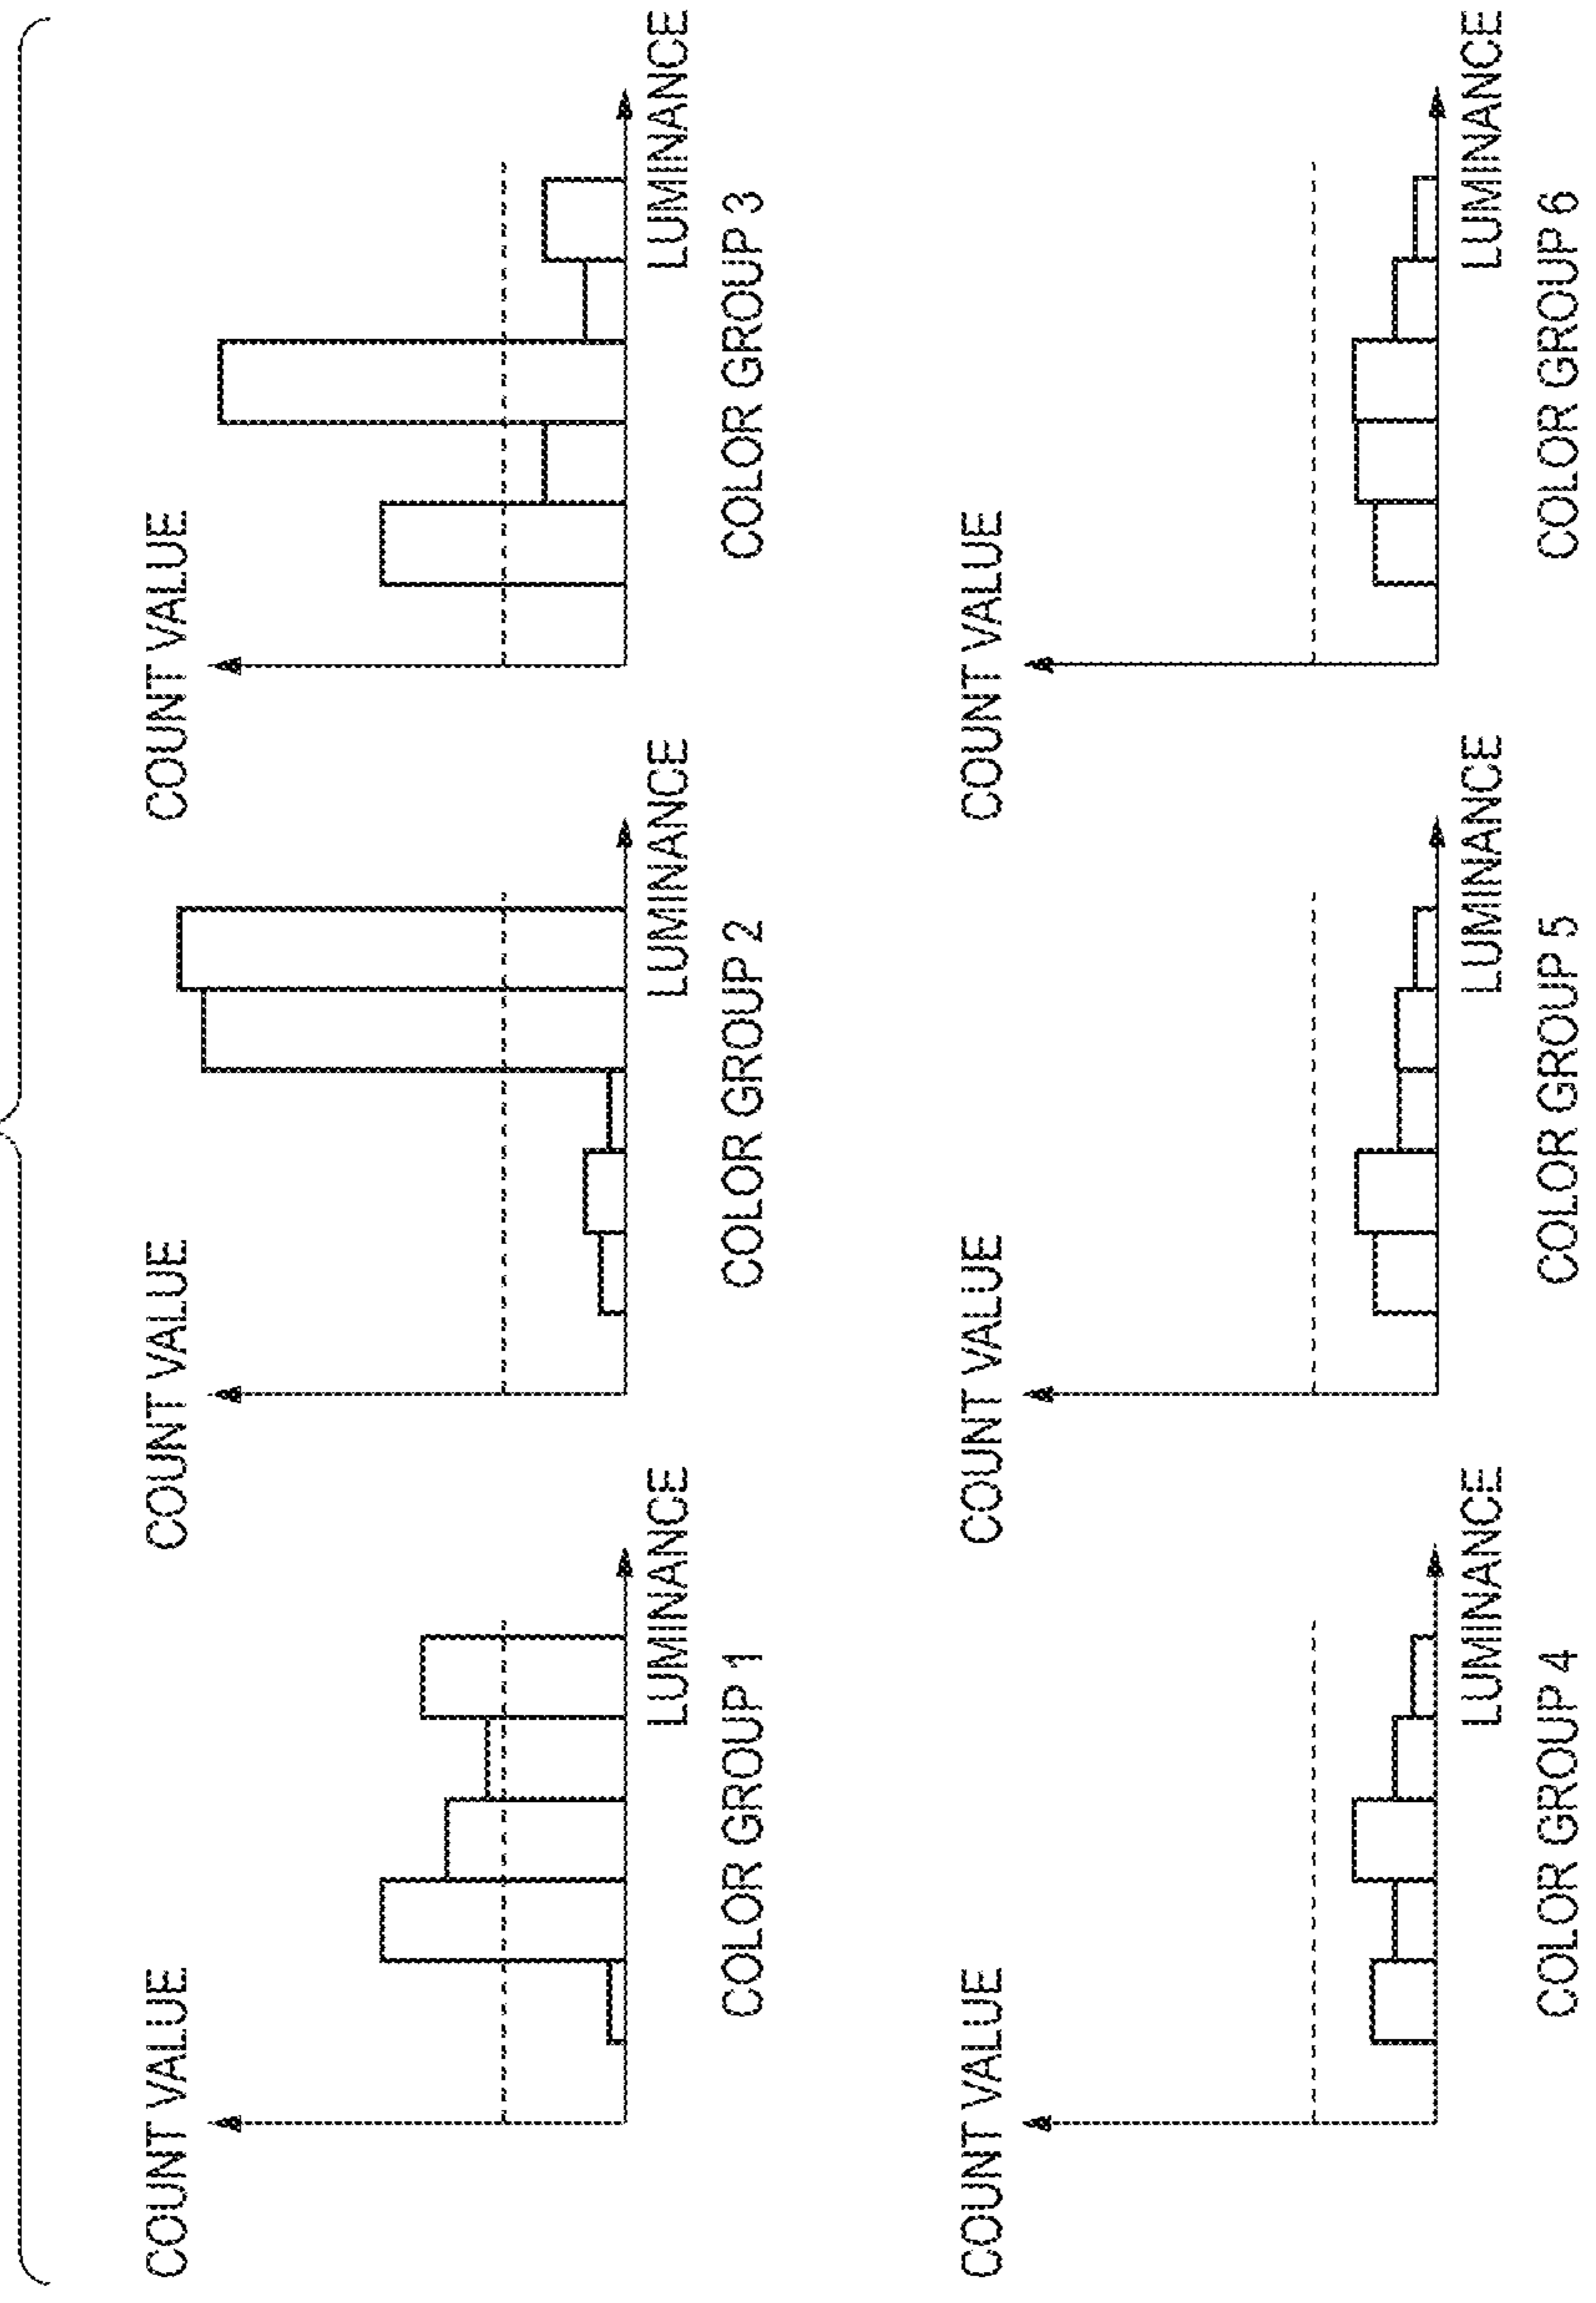 COUNT VALUE
LUMINANCE
COLOR GROUP 1
COUNT VALUE
LUMINANCE
COLOR GROUP 2
COUNT VALUE
LUMINANCE
COLOR GROUP 3
COUNT VALUE
LUMINANCE
COLOR GROUP 4
COUNT VALUE
LUMINANCE
COLOR GROUP 5
COUNT VALUE
LUMINANCE
COLOR GROUP 6